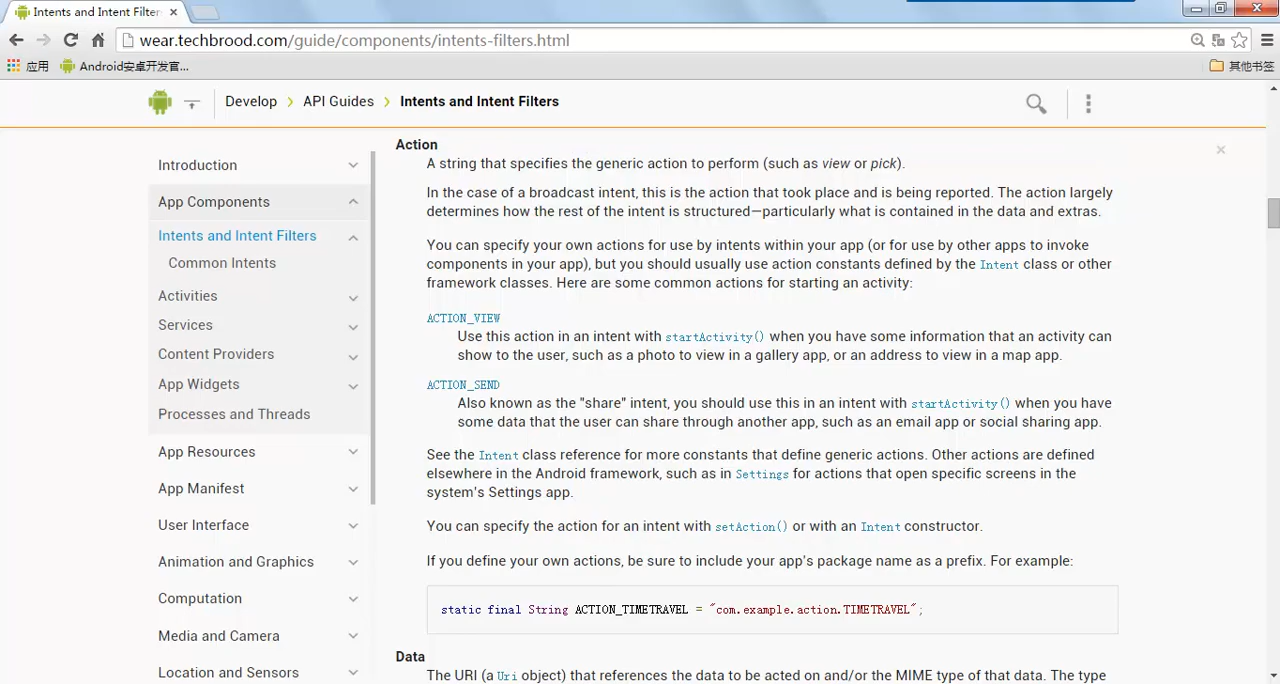 Intents and Intent Filters
wear.techbrood.com/guide/components/intents-filters.html
应用
Android安卓开发官...
其他书签
Develop
API Guides
Intents and Intent Filters
Introduction
App Components
Intents and Intent Filters
Common Intents
Activities
Services
Content Providers
App Widgets
Processes and Threads
App Resources
App Manifest
User Interface
Animation and Graphics
Computation
Media and Camera
Location and Sensors
Action
A string that specifies the generic action to perform (such as view or pick).
In the case of a broadcast intent, this is the action that took place and is being reported. The action largely
determines how the rest of the intent is structured—particularly what is contained in the data and extras.
You can specify your own actions for use by intents within your app (or for use by other apps to invoke
components in your app), but you should usually use action constants defined by the Intent class or other
framework classes. Here are some common actions for starting an activity:
ACTION_VIEW
Use this action in an intent with startActivity() when you have some information that an activity can
show to the user, such as a photo to view in a gallery app, or an address to view in a map app.
ACTION_SEND
Also known as the "share" intent, you should use this in an intent with startActivity() when you have
some data that the user can share through another app, such as an email app or social sharing app.
See the Intent class reference for more constants that define generic actions. Other actions are defined
elsewhere in the Android framework, such as in Settings for actions that open specific screens in the
system's Settings app.
You can specify the action for an intent with setAction() or with an Intent constructor.
If you define your own actions, be sure to include your app's package name as a prefix. For example:
static final String ACTION_TIMETRAVEL = "com.example.action.TIMETRAVEL";
Data
The URI (a Uri object) that references the data to be acted on and/or the MIME type of that data. The type